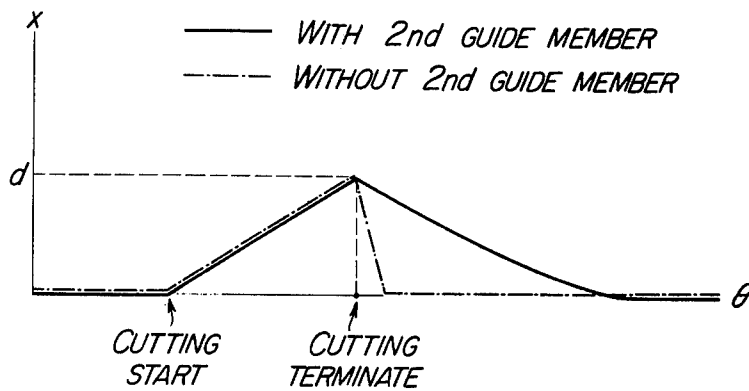 x
WITH 2nd GUIDE MEMBER
WITHOUT 2nd GUIDE MEMBER
d
θ
CUTTING
START
CUTTING
TERMINATE